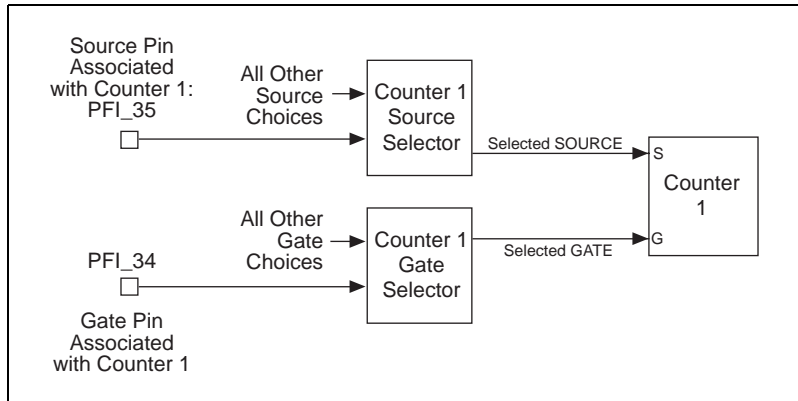 Source Pin
Associated
with Counter 1:
PFI_35
All Other
Source
Choices
Counter 1
Source
Selector
Selected SOURCE
S
Counter
1
G
All Other
Gate
Choices
Counter 1
Gate
Selector
Selected GATE
PFI_34
Gate Pin
Associated
with Counter 1